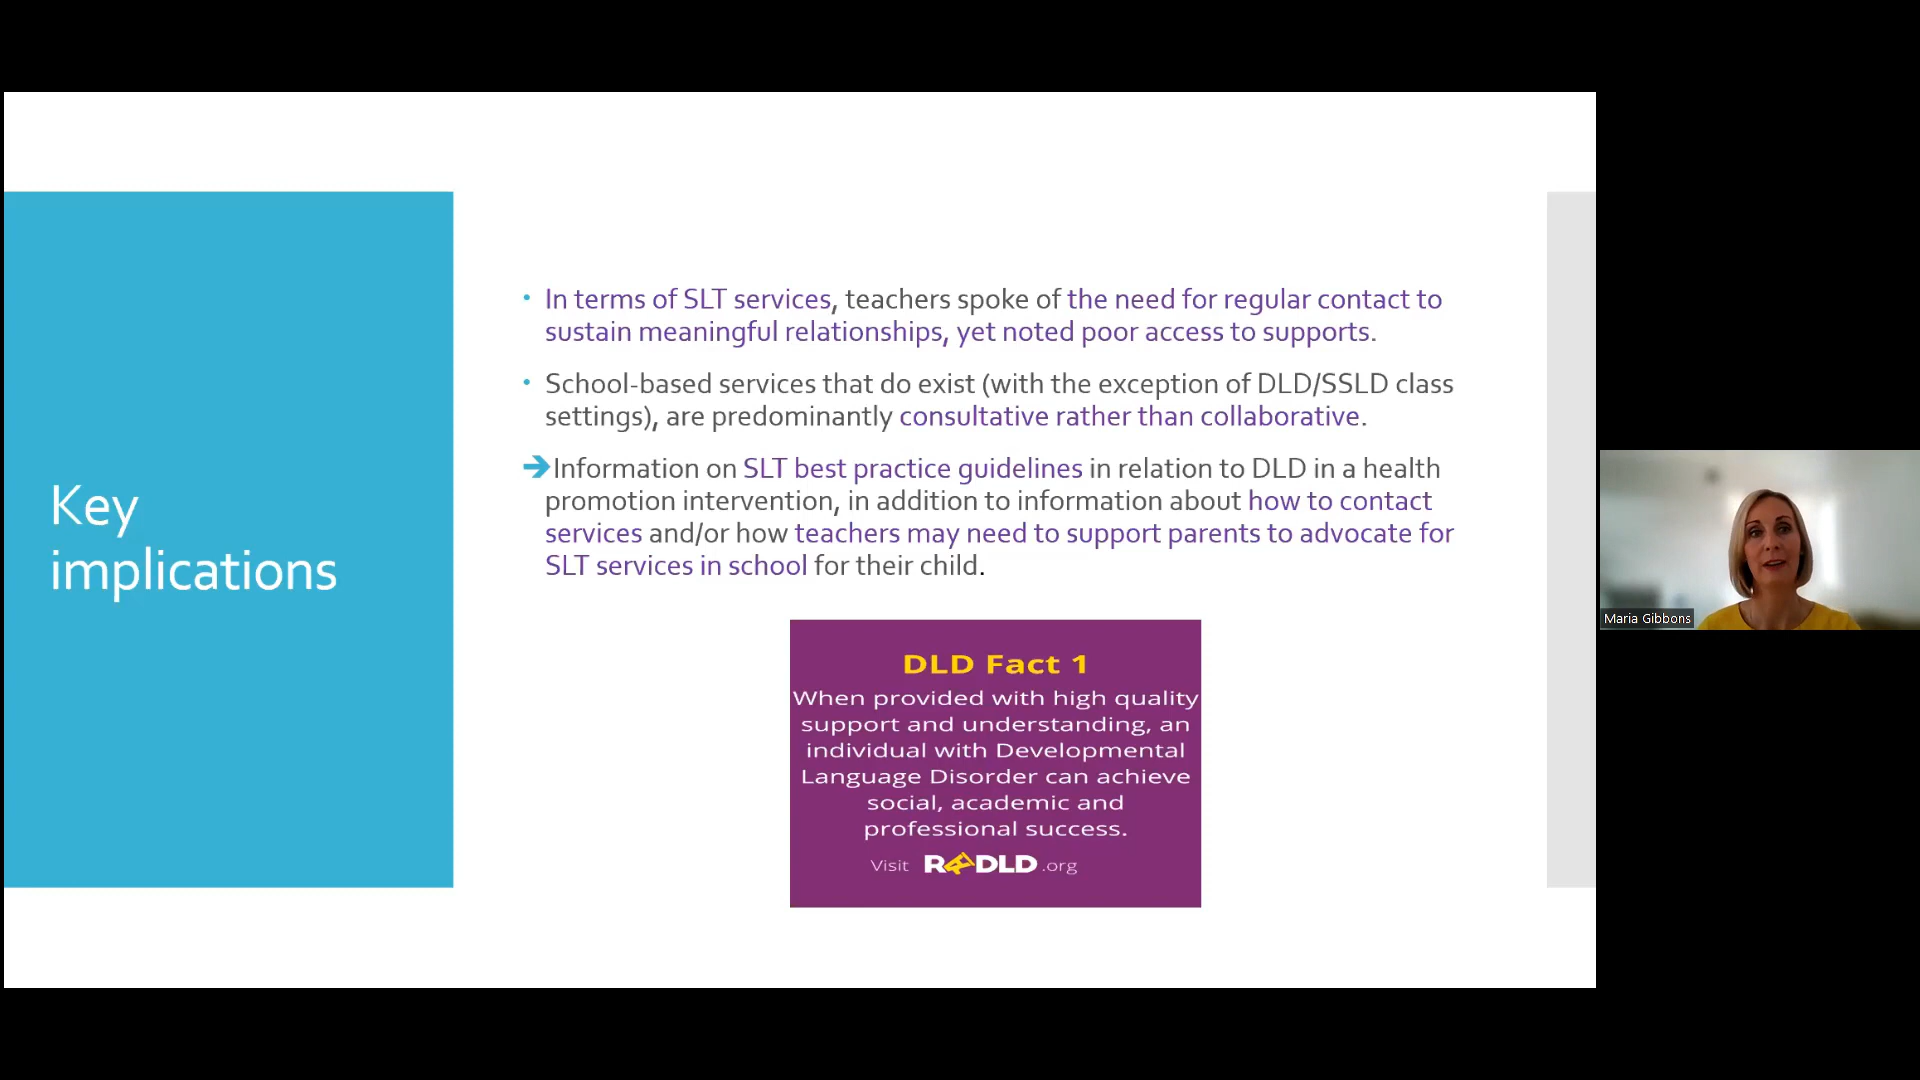 Key
implications
• In terms of SLT services, teachers spoke of the need for regular contact to
sustain meaningful relationships, yet noted poor access to supports.
• School-based services that do exist (with the exception of DLD/SSLD class
settings), are predominantly consultative rather than collaborative.
➔Information on SLT best practice guidelines in relation to DLD in a health
promotion intervention, in addition to information about how to contact
services and/or how teachers may need to support parents to advocate for
SLT services in school for their child.
DLD Fact 1
When provided with high quality
support and understanding, an
individual with Developmental
Language Disorder can achieve
social, academic and
professional success.
Visit RADLD.org
Maria Gibbons